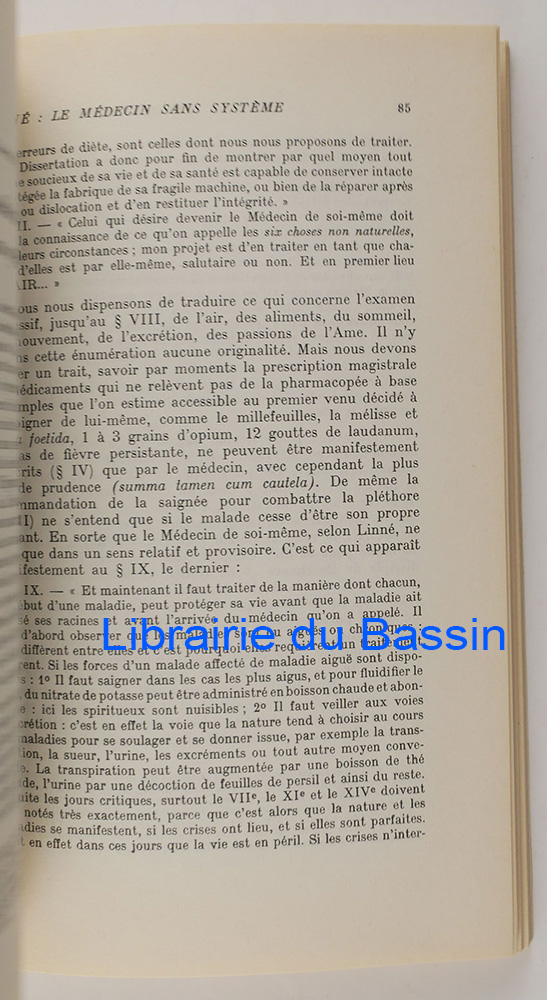 É : LE MÉDECIN SANS SYSTÈME 85
erreurs de diète, sont celles dont nous nous proposons de traiter.
Dissertation a donc pour fin de montrer par quel moyen tout
e soucieux de sa vie et de sa santé est capable de conserver intacte
tégée la fabrique de sa fragile machine, ou bien de la réparer après
ou dislocation et d'en restituer l'intégrité. »
II. — « Celui qui désire devenir le Médecin de soi-même doit
la connaissance de ce qu'on appelle les six choses non naturelles,
leurs circonstances ; mon projet est d'en traiter en tant que cha-
d'elles est par elle-même, salutaire ou non. Et en premier lieu
AIR... »
ous nous dispensons de traduire ce qui concerne l'examen
ssif, jusqu'au § VIII, de l'air, des aliments, du sommeil,
ouvement, de l'excrétion, des passions de l'Ame. Il n'y
ns cette énumération aucune originalité. Mais nous devons
er un trait, savoir par moments la prescription magistrale
édicaments qui ne relèvent pas de la pharmacopée à base
mples que l'on estime accessible au premier venu décidé à
igner de lui-même, comme le millefeuilles, la mélisse et
foetida, 1 à 3 grains d'opium, 12 gouttes de laudanum,
as de fièvre persistante, ne peuvent être manifestement
rits (§ IV) que par le médecin, avec cependant la plus
de prudence (summa tamen cum cautela). De même la
mmandation de la saignée pour combattre la pléthore
II) ne s'entend que si le malade cesse d'être son propre
ant. En sorte que le Médecin de soi-même, selon Linné, ne
que dans un sens relatif et provisoire. C'est ce qui apparaît
ifestement au § IX, le dernier :
IX. — « Et maintenant il faut traiter de la manière dont chacun,
but d'une maladie, peut protéger sa vie avant que la maladie ait
é ses racines et avant l'arrivée du médecin qu'on a appelé. Il
d'abord observer que les maladies sont ou aiguës ou chroniques ;
diffèrent entre elles et c'est pourquoi elles requièrent un traitement
rent. Si les forces d'un malade affecté de maladie aiguë sont dispo-
s : 1º Il faut saigner dans les cas les plus aigus, et pour fluidifier le
, du nitrate de potasse peut être administré en boisson chaude et abon-
e : ici les spiritueux sont nuisibles ; 2º Il faut veiller aux voies
crétion : c'est en effet la voie que la nature tend à choisir au cours
maladies pour se soulager et se donner issue, par exemple la trans-
ion, la sueur, l'urine, les excréments ou tout autre moyen conve-
e. La transpiration peut être augmentée par une boisson de thé
de, l'urine par une décoction de feuilles de persil et ainsi du reste.
ite les jours critiques, surtout le VIIe, le XIe et le XIVe doivent
notés très exactement, parce que c'est alors que la nature et les
dies se manifestent, si les crises ont lieu, et si elles sont parfaites.
t en effet dans ces jours que la vie est en péril. Si les crises n'inter-
Librairie du Bassin